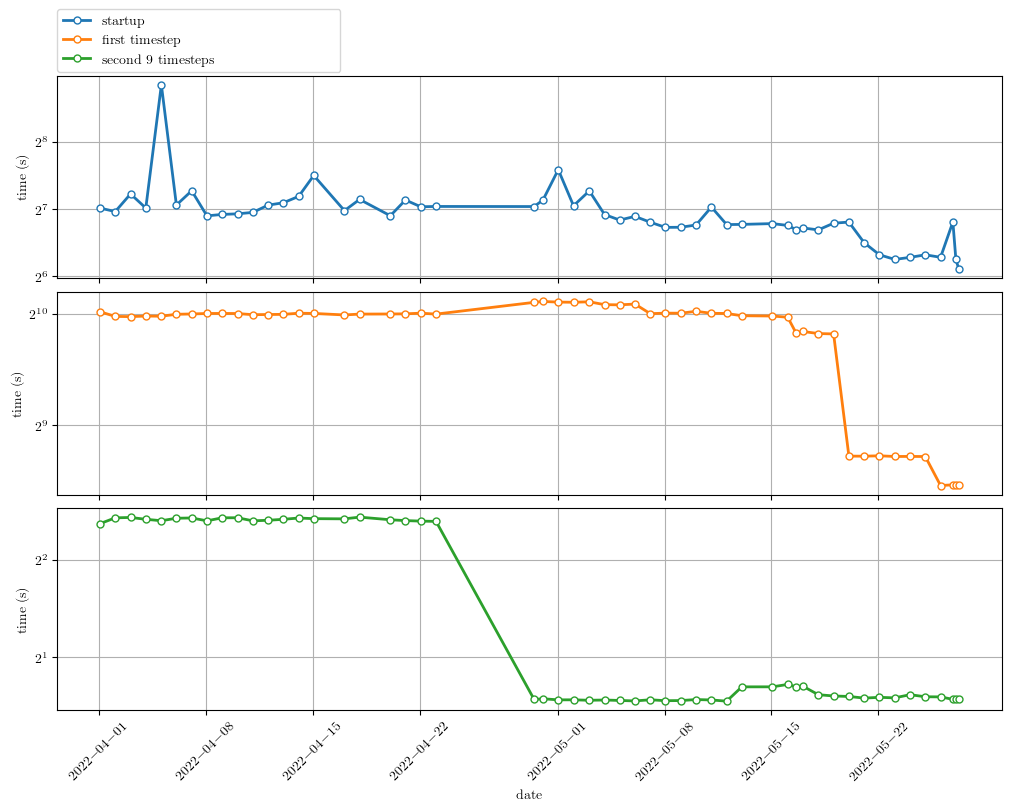 startup
first timestep
second 9 timesteps
2^8
2^7
2^6
time (s)
2^10
2^9
time (s)
2^2
2^1
time (s)
2022−04−01
2022−04−08
2022−04−15
2022−04−22
2022−05−01
2022−05−08
2022−05−15
2022−05−22
date